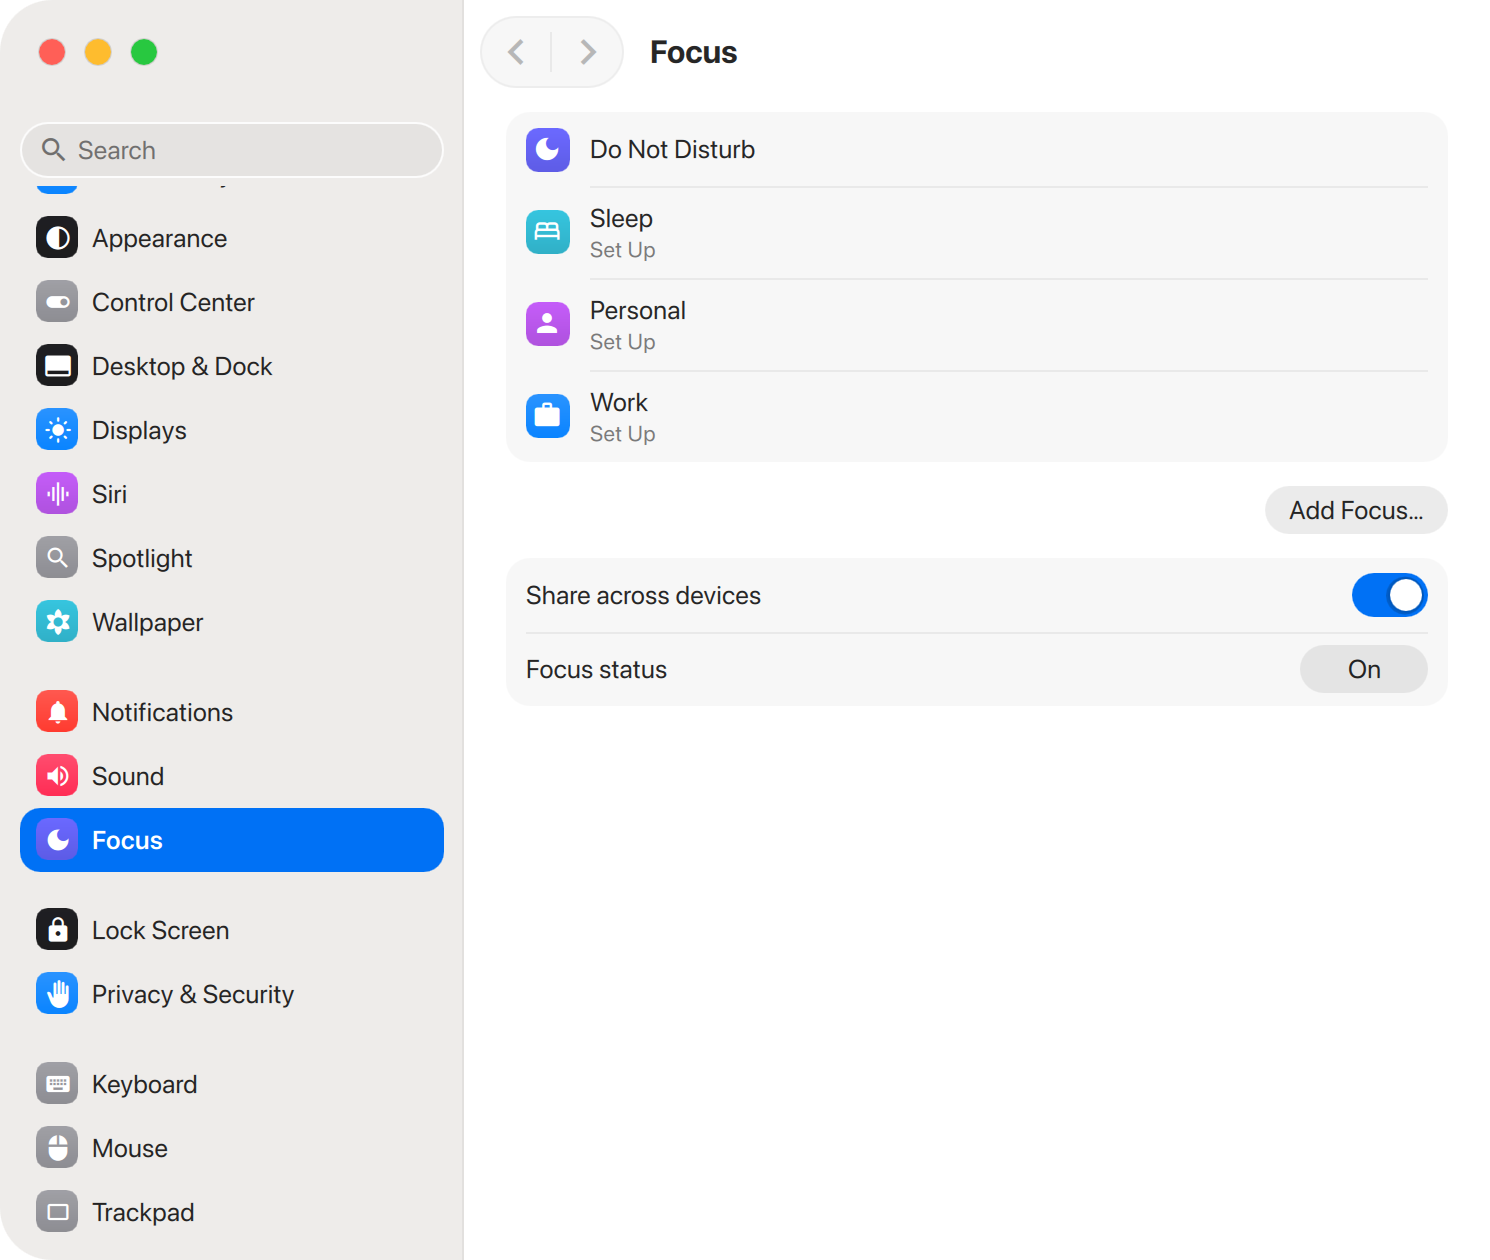 Focus
Search
Appearance
Control Center
Desktop & Dock
Displays
Siri
Spotlight
Wallpaper
Notifications
Sound
Focus
Lock Screen
Privacy & Security
Keyboard
Mouse
Trackpad
Do Not Disturb
Sleep
Set Up
Personal
Set Up
Work
Set Up
Add Focus...
Share across devices
Focus status
On